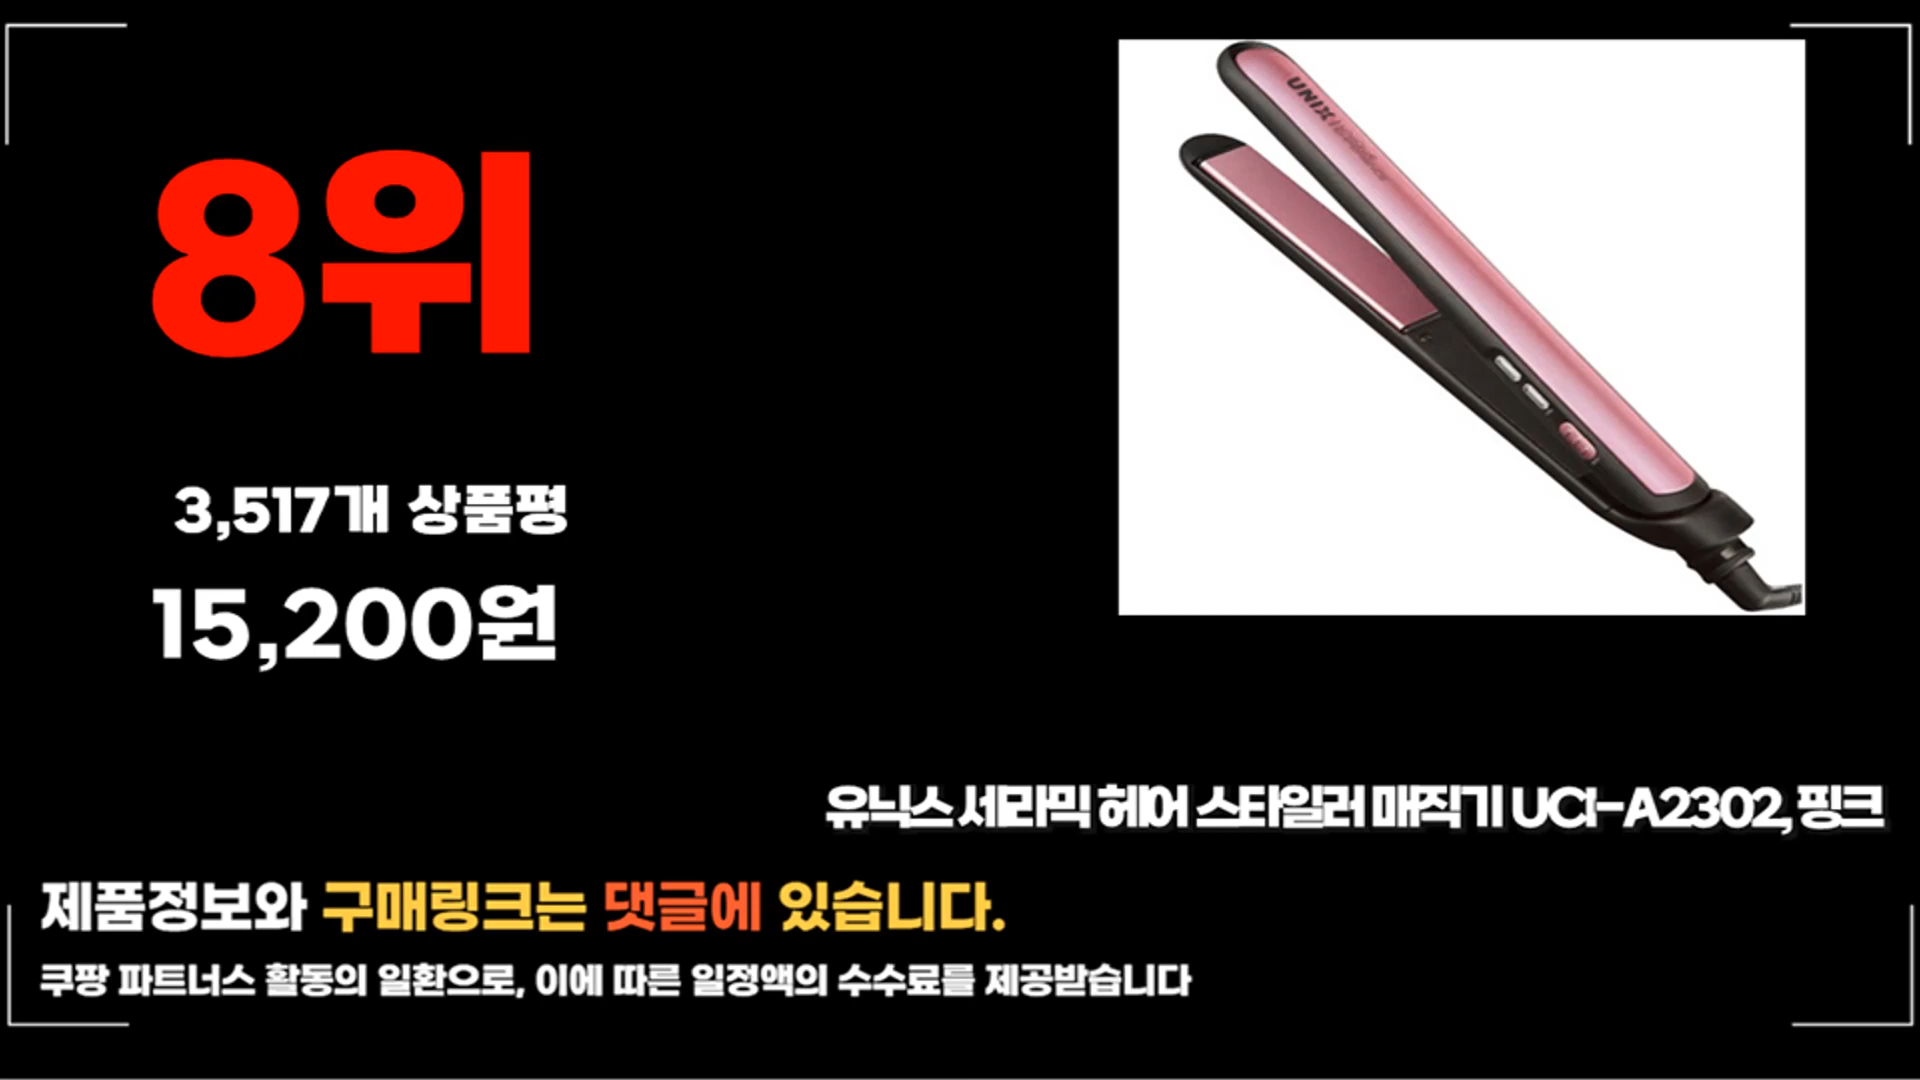 8위
UNIX
3,517개 상품평
15,200원
유닉스 세라믹 헤어 스타일러 매직기 UCI-A2302, 핑크
제품정보와 구매링크는 댓글에 있습니다.
쿠팡 파트너스 활동의 일환으로, 이에 따른 일정액의 수수료를 제공받습니다